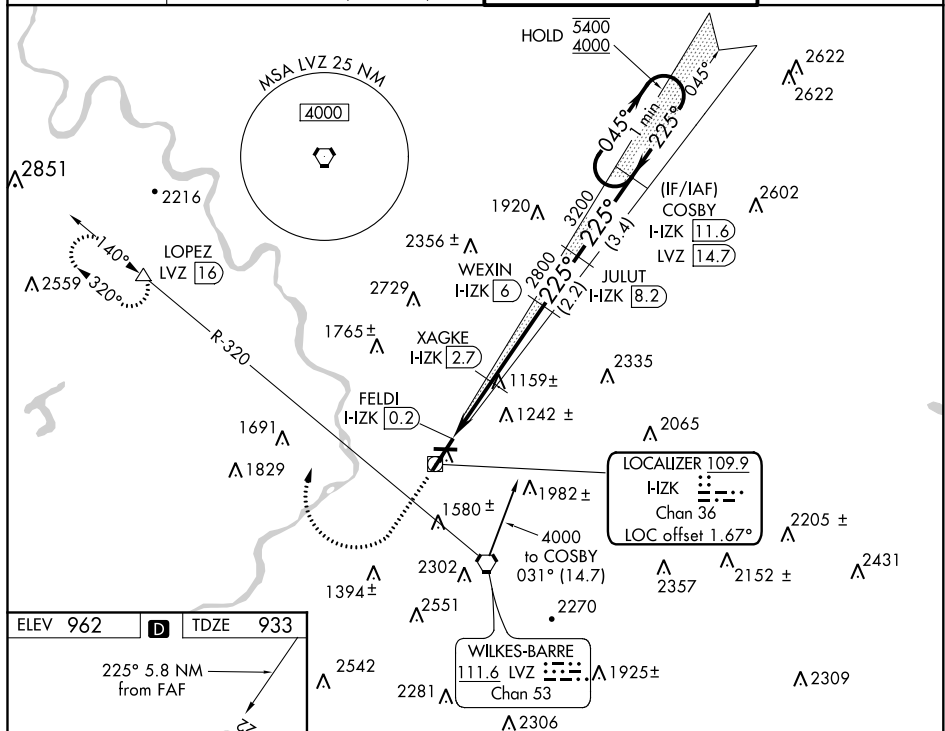 HOLD 5400
4000
MSA LVZ 25 NM
4000
2622
2622
045°
1 min
045°
225°
2851
2216
(IF/IAF)
COSBY
I-IZK 11.6
LVZ 14.7
2602
1920
3200
225°
(3.4)
2356 ±
LOPEZ
LVZ 16
140°
320°
2559
WEXIN
I-IZK 6
2800
225°
(2.2)
JULUT
I-IZK 8.2
2729
1765 ±
R-320
XAGKE
I-IZK 2.7
2335
1159±
FELDI
I-IZK 0.2
1242 ±
1691
2065
1829
LOCALIZER 109.9
I-IZK
Chan 36
LOC offset 1.67°
1982 ±
1580 ±
2205 ±
4000
to COSBY
031° (14.7)
2302
1394±
2357
2152 ±
2431
2551
2270
ELEV 962
D
TDZE 933
225° 5.8 NM
from FAF
22
WILKES-BARRE
111.6 LVZ
Chan 53
2542
2281
1925±
2309
2306